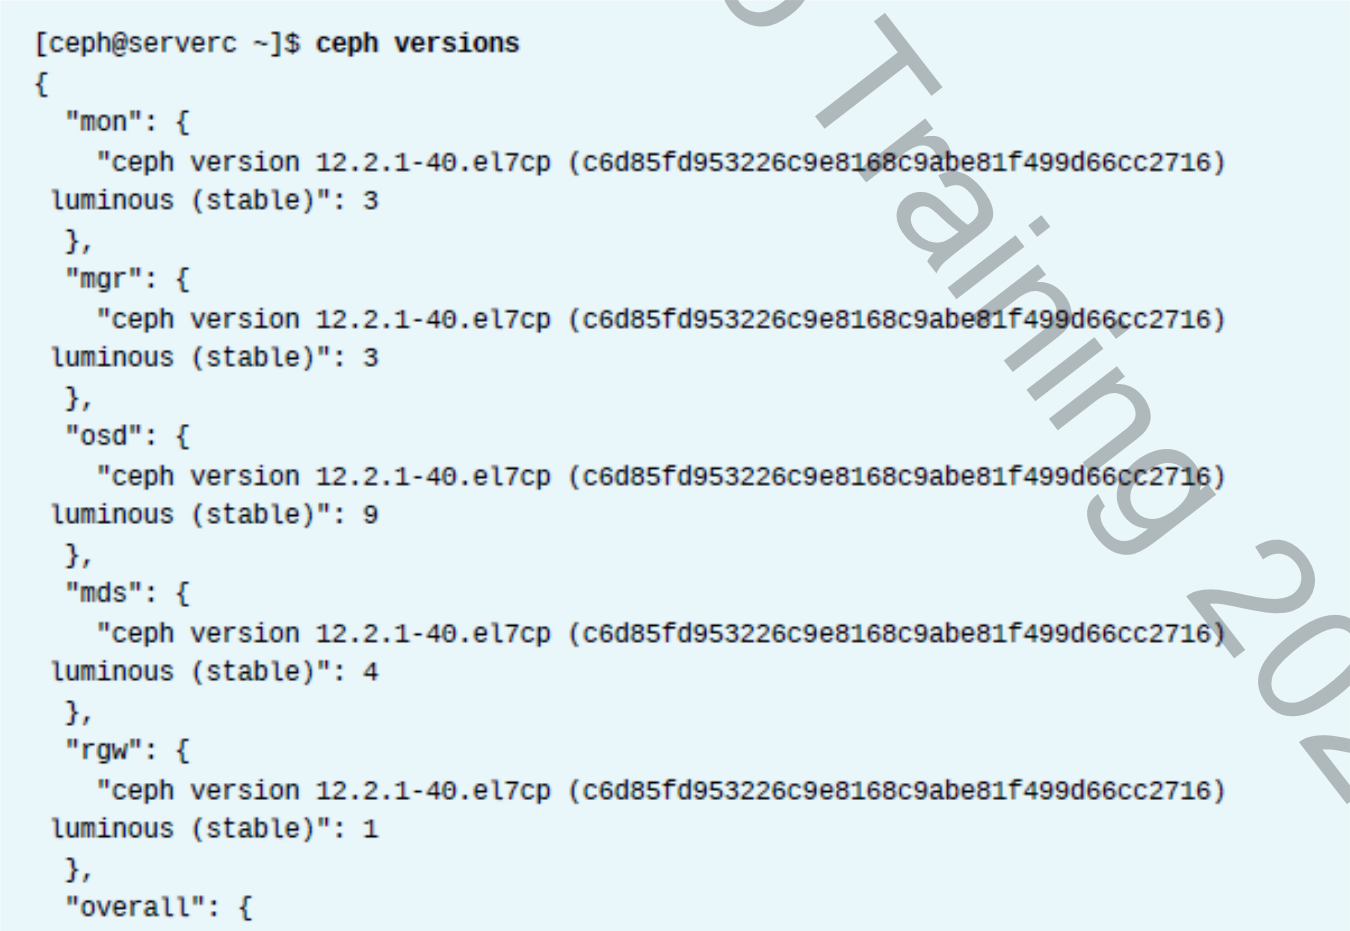 [ceph@serverc ~]$ ceph versions
{
  "mon": {
    "ceph version 12.2.1-40.el7cp (c6d85fd953226c9e8168c9abe81f499d66cc2716)
 luminous (stable)": 3
  },
  "mgr": {
    "ceph version 12.2.1-40.el7cp (c6d85fd953226c9e8168c9abe81f499d66cc2716)
 luminous (stable)": 3
  },
  "osd": {
    "ceph version 12.2.1-40.el7cp (c6d85fd953226c9e8168c9abe81f499d66cc2716)
 luminous (stable)": 9
  },
  "mds": {
    "ceph version 12.2.1-40.el7cp (c6d85fd953226c9e8168c9abe81f499d66cc2716)
 luminous (stable)": 4
  },
  "rgw": {
    "ceph version 12.2.1-40.el7cp (c6d85fd953226c9e8168c9abe81f499d66cc2716)
 luminous (stable)": 1
  },
  "overall": {
Training